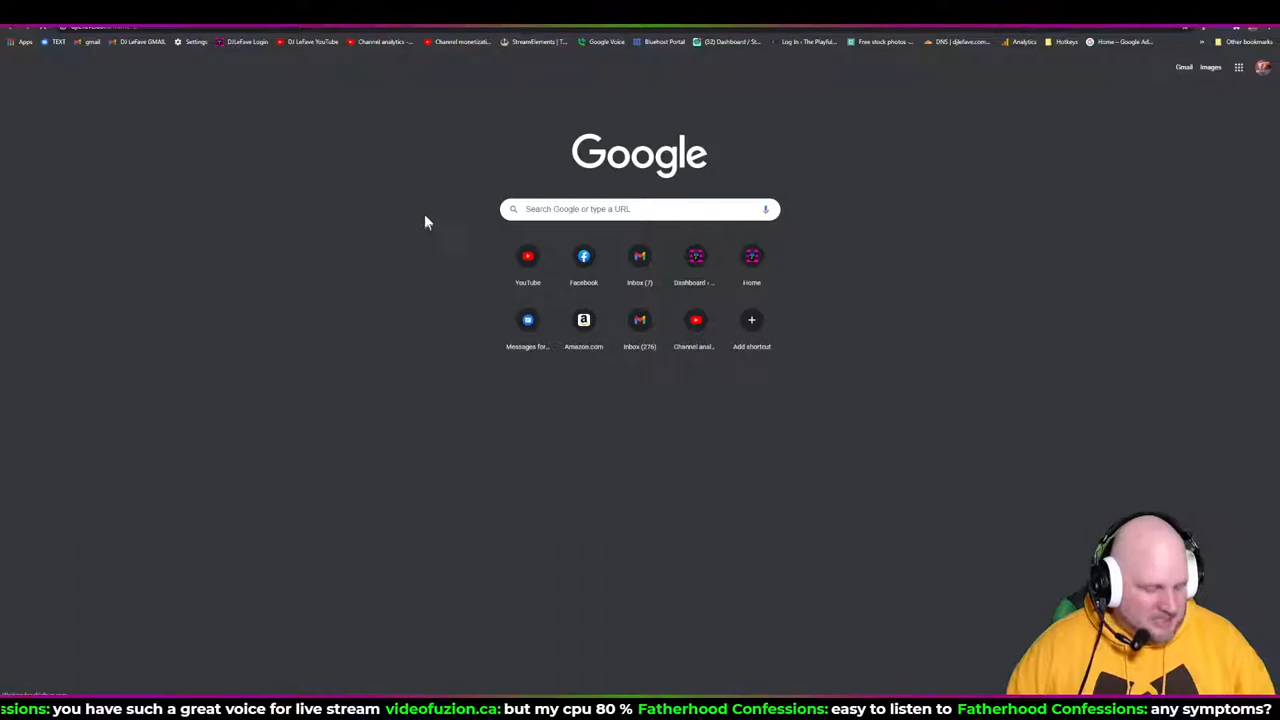 Apps TEXT gmail DJ LeFave GMAIL Settings DJLeFave Login DJ LeFave YouTube Channel analytics -... Channel monetizati... StreamElements | T... Google Voice Bluehost Portal (32) Dashboard / St... Log In ‹ The Playful... Free stock photos -... DNS | djlefave.com... Analytics Hotkeys Home – Google Ad... » Other bookmarks
Gmail Images
Google
Search Google or type a URL
YouTube Facebook Inbox (7) Dashboard ‹ ... Home
Messages for... Amazon.com Inbox (276) Channel anal... Add shortcut
ssions: you have such a great voice for live stream videofuzion.ca: but my cpu 80 % Fatherhood Confessions: easy to listen to Fatherhood Confessions: any symptoms?